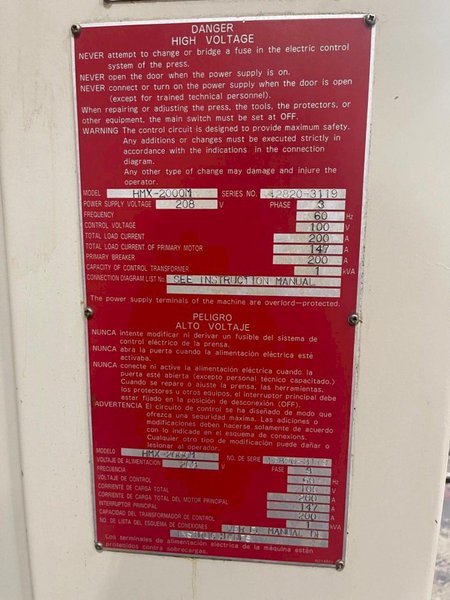 DANGER
HIGH VOLTAGE
NEVER attempt to change or bridge a fuse in the electric control
system of the press.
NEVER open the door when the power supply is on.
NEVER connect or turn on the power supply when the door is open
(except for trained technical personnel).
When repairing or adjusting the press, the tools, the protectors, or
other equipment, the main switch must be set at OFF.
WARNING The control circuit is designed to provide maximum safety.
Any additions or changes must be executed strictly in
accordance with the indications in the connection
diagram.
Any other type of change may damage and injure the
operator.
MODEL HMX-2000M SERIES NO. 42820-3119
POWER SUPPLY VOLTAGE 208 V PHASE 3
FREQUENCY 60 Hz
CONTROL VOLTAGE 100 V
TOTAL LOAD CURRENT 200 A
TOTAL LOAD CURRENT OF PRIMARY MOTOR 147 A
PRIMARY BREAKER 200 A
CAPACITY OF CONTROL TRANSFORMER 1 kVA
CONNECTION DIAGRAM LIST No SEE INSTRUCTION MANUAL
The power supply terminals of the machine are overlord-protected.
PELIGRO
ALTO VOLTAJE
NUNCA intente modificar ni derivar un fusible del sistema de
control eléctrico de la prensa.
NUNCA abra la puerta cuando la alimentación eléctrica esté
activaba.
NUNCA conecte ni active la alimentación eléctrica cuando la
puerta esté abierta (excepto personal técnico capacitado.)
Cuando se repare o ajuste la prensa, las herramientas,
los protectores u otros equipos, el interruptor principal debe
estar fijado en la posición de desconexión (OFF).
ADVERTENCIA El circuito de control se ha diseñado de modo que
ofrezca una seguridad máxima. Las adiciones o
modificaciones deben hacerse solamente de acuerdo
con lo indicado en el esquema de conexiones.
Cualquier otro tipo de modificación puede dañar o
lesionar al operador.
MODELO HMX-2000M NO. DE SERIE
VOLTAJE DE ALIMENTACIÓN 208 V FASE 3
FRECUENCIA 60 Hz
VOLTAJE DE CONTROL 100 V
CORRIENTE DE CARGA TOTAL 200 A
CORRIENTE DE CARGA TOTAL DEL MOTOR PRINCIPAL 147 A
INTERRUPTOR PRINCIPAL 200 A
CAPACIDAD DEL TRANSFORMADOR DE CONTROL 1 kVA
NO. DE LISTA DEL ESQUEMA DE CONEXIONES VER EL MANUAL DE
Los terminales de alimentación eléctrica de la máquina estén
protegidos contra sobrecargas.